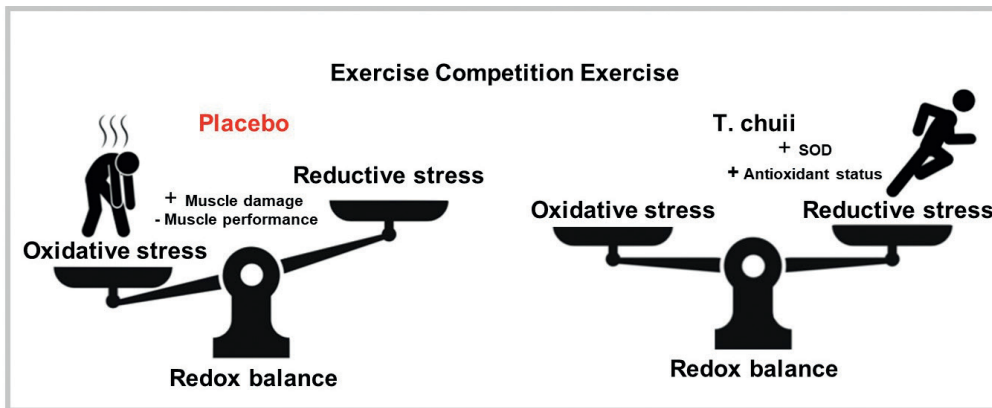 Exercise Competition Exercise
Placebo
+ Muscle damage
- Muscle performance
Reductive stress
Oxidative stress
Redox balance
T. chuii
+ SOD
+ Antioxidant status
Oxidative stress
Reductive stress
Redox balance